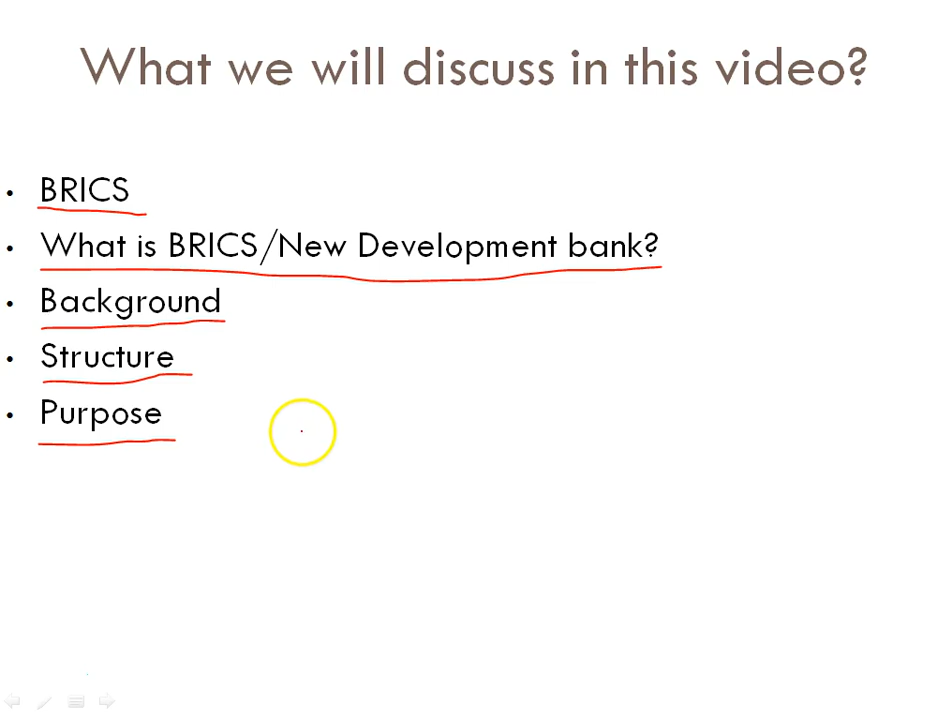 What we will discuss in this video?
• BRICS
• What is BRICS/New Development bank?
• Background
• Structure
• Purpose